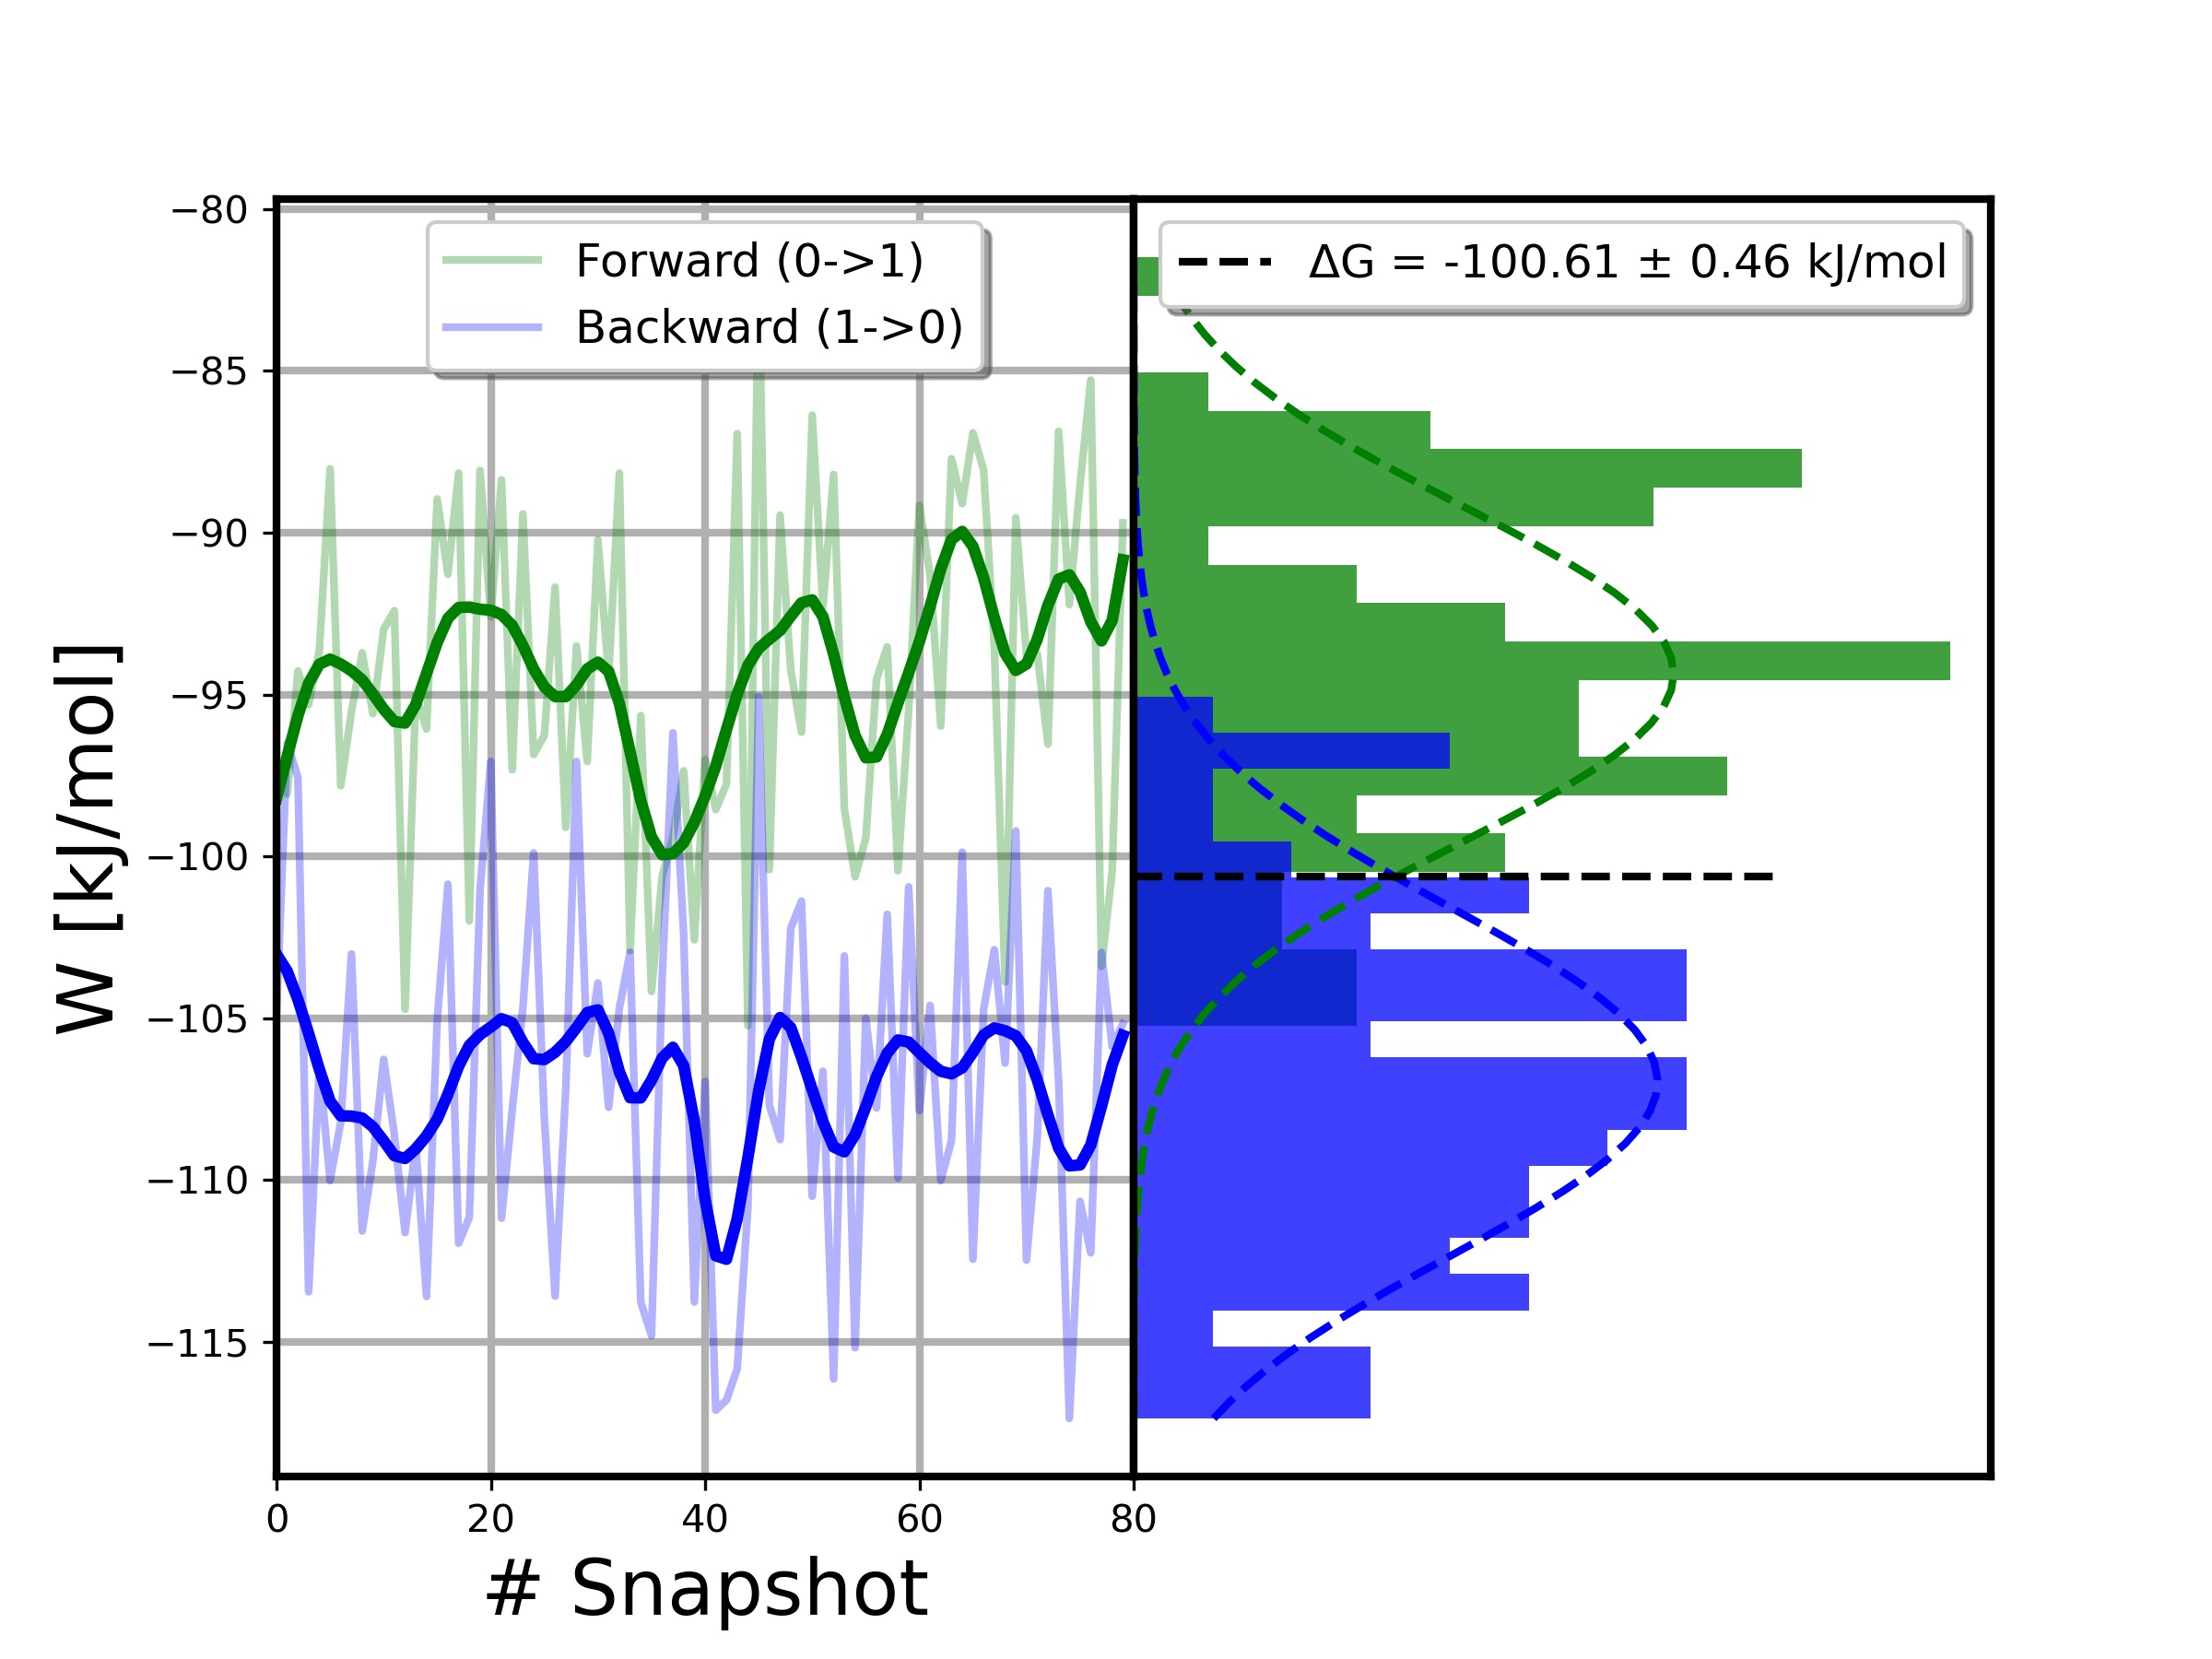 −80
−85
−90
−95
−100
−105
−110
−115
W [kJ/mol]
Forward (0->1)
Backward (1->0)
ΔG = -100.61 ± 0.46 kJ/mol
0 20 40 60 80
# Snapshot